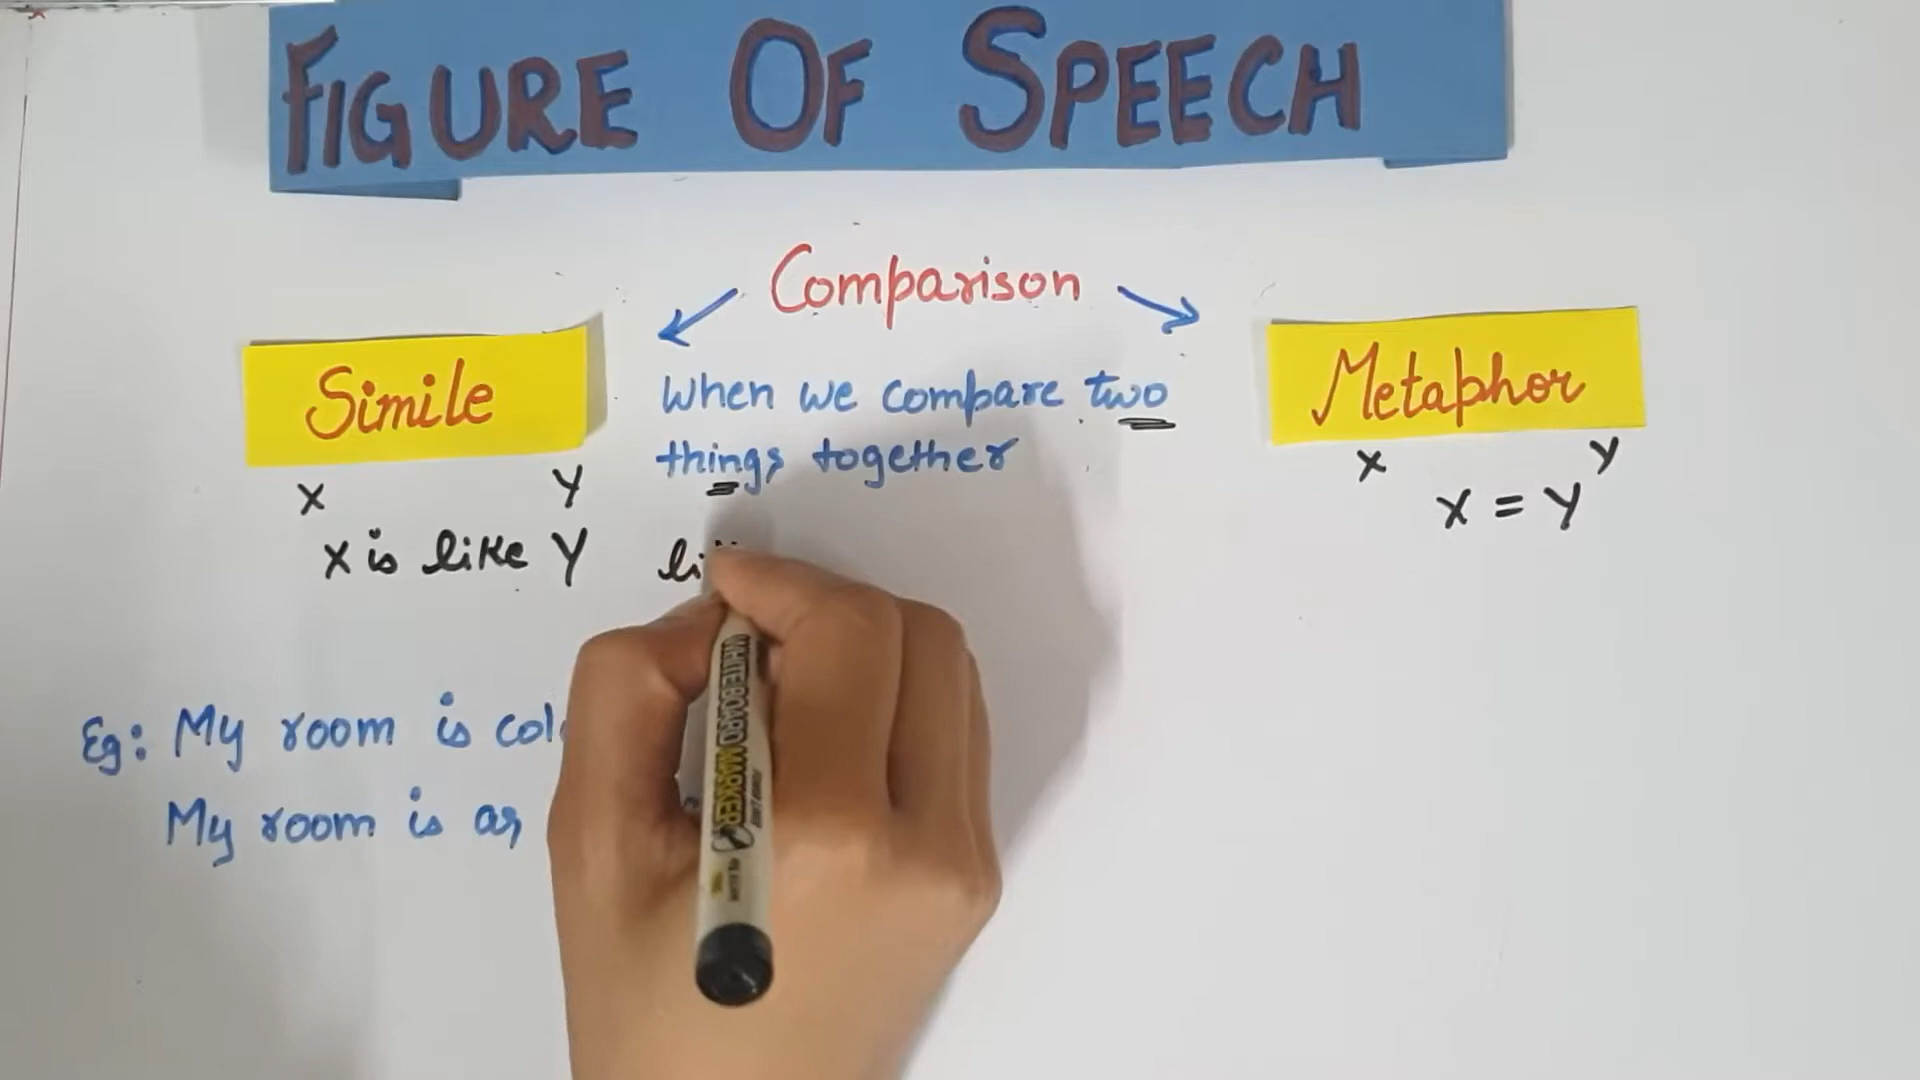 FIGURE OF SPEECH
Comparison
Simile
When we compare two
things together
Metaphor
X Y
X is like Y
X Y
X = Y
Eg: My room is
My room is as
WHITEBOARD MARKER